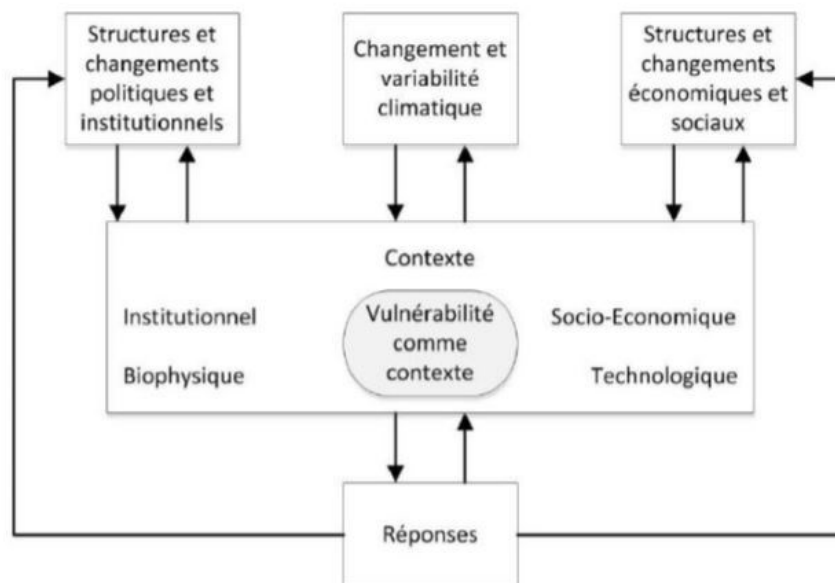 Structures et
changements
politiques et
institutionnels
Changement et
variabilité
climatique
Structures et
changements
économiques et
sociaux
Contexte
Institutionnel
Biophysique
Vulnérabilité
comme
contexte
Socio-Economique
Technologique
Réponses